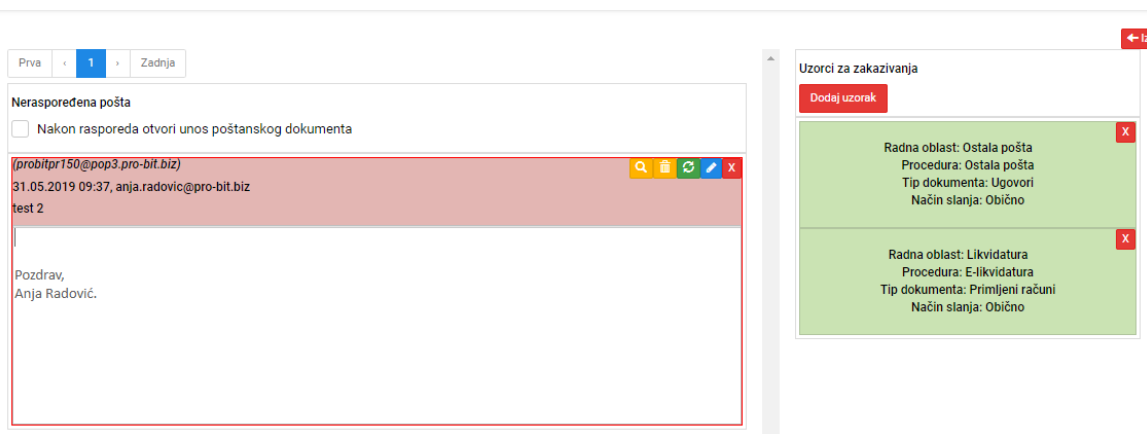 Prva ‹ 1 › Zadnja
Neraspoređena pošta
Nakon rasporeda otvori unos poštanskog dokumenta
(probitpr150@pop3.pro-bit.biz)
X
31.05.2019 09:37, anja.radovic@pro-bit.biz
test 2
Pozdrav,
Anja Radović.
Uzorci za zakazivanja
Dodaj uzorak
X
Radna oblast: Ostala pošta
Procedura: Ostala pošta
Tip dokumenta: Ugovori
Način slanja: Obično
X
Radna oblast: Likvidatura
Procedura: E-likvidatura
Tip dokumenta: Primljeni računi
Način slanja: Obično